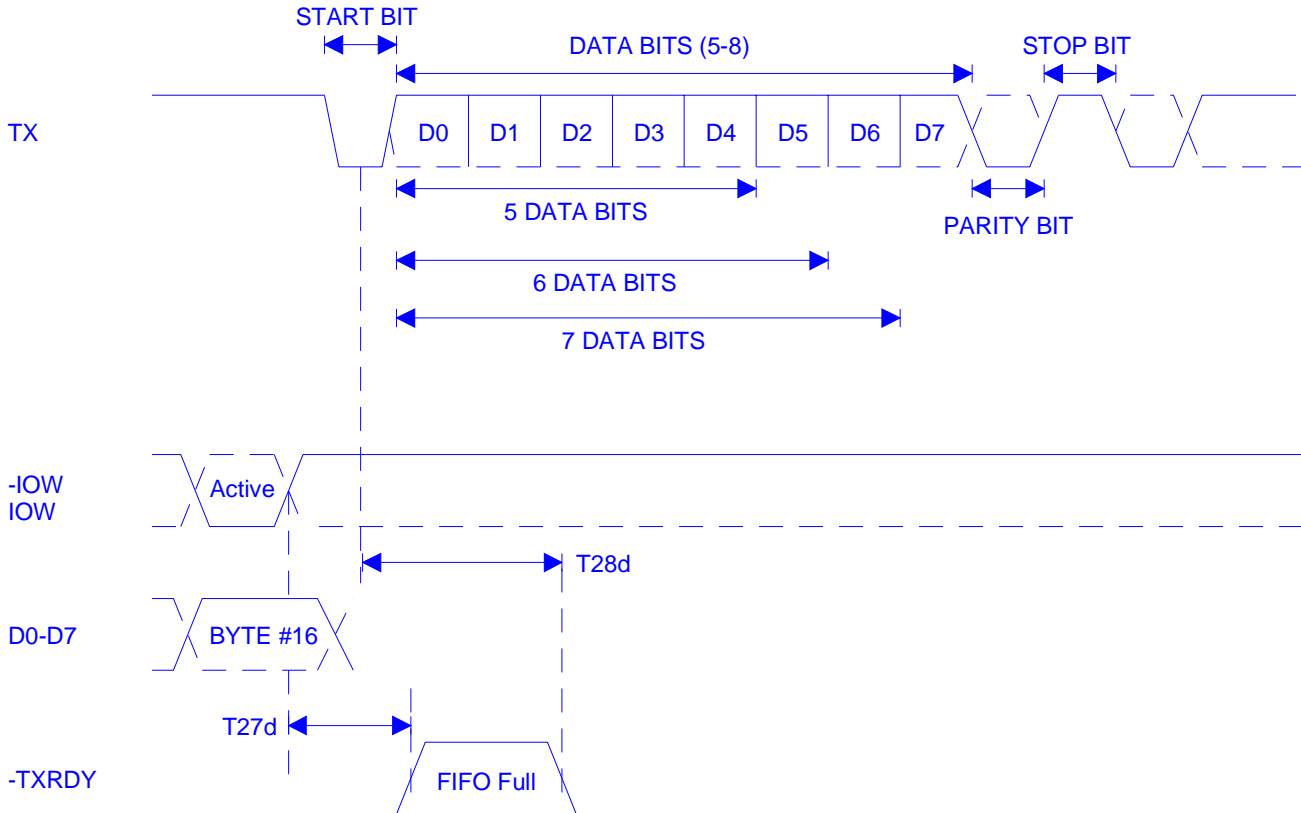 START BIT
DATA BITS (5-8)
STOP BIT
TX
D0 D1 D2 D3 D4 D5 D6 D7
5 DATA BITS
PARITY BIT
6 DATA BITS
7 DATA BITS
-IOW
IOW
Active
T28d
D0-D7
BYTE #16
T27d
-TXRDY
FIFO Full